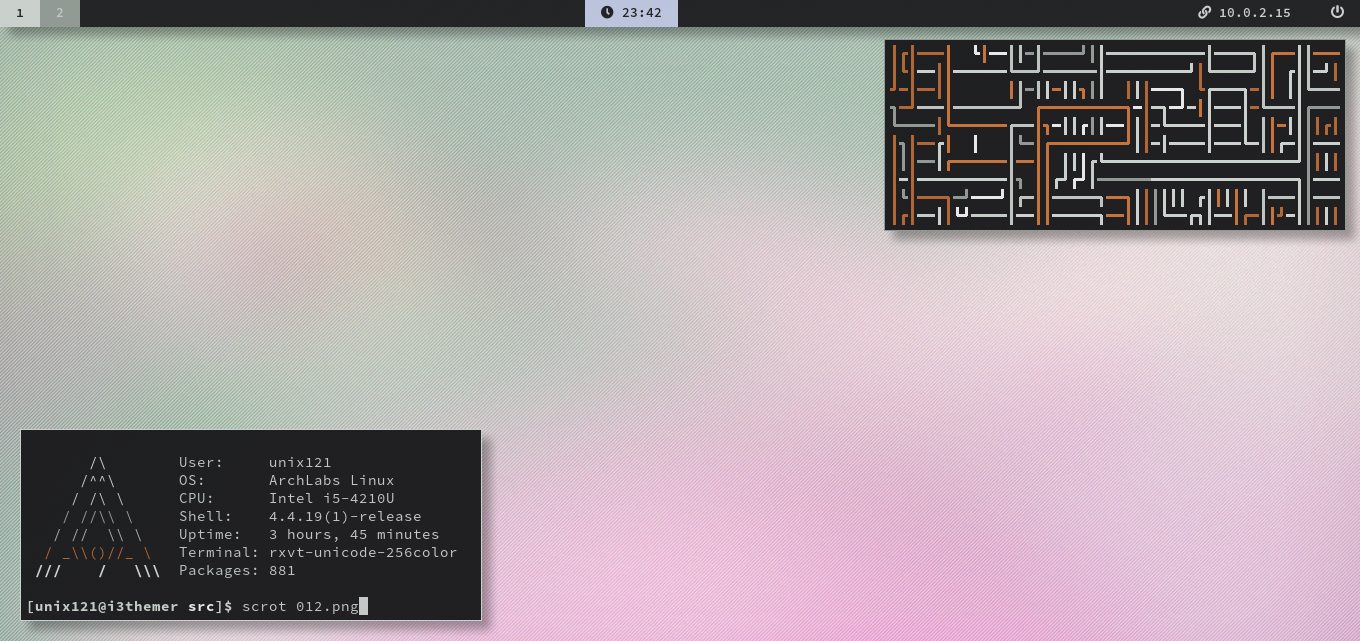 1 2 23:42 10.0.2.15
/\ User: unix121
/^^\ OS: ArchLabs Linux
/ /\ \ CPU: Intel i5-4210U
/ //\\ \ Shell: 4.4.19(1)-release
/ // \\ \ Uptime: 3 hours, 45 minutes
/ _\\()//_ \ Terminal: rxvt-unicode-256color
/// / \\\ Packages: 881
[unix121@i3themer src]$ scrot 012.png